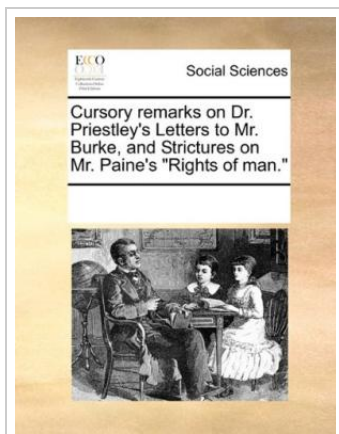 ECCO
Social Sciences
Cursory remarks on Dr.
Priestley's Letters to Mr.
Burke, and Strictures on
Mr. Paine's "Rights of man."